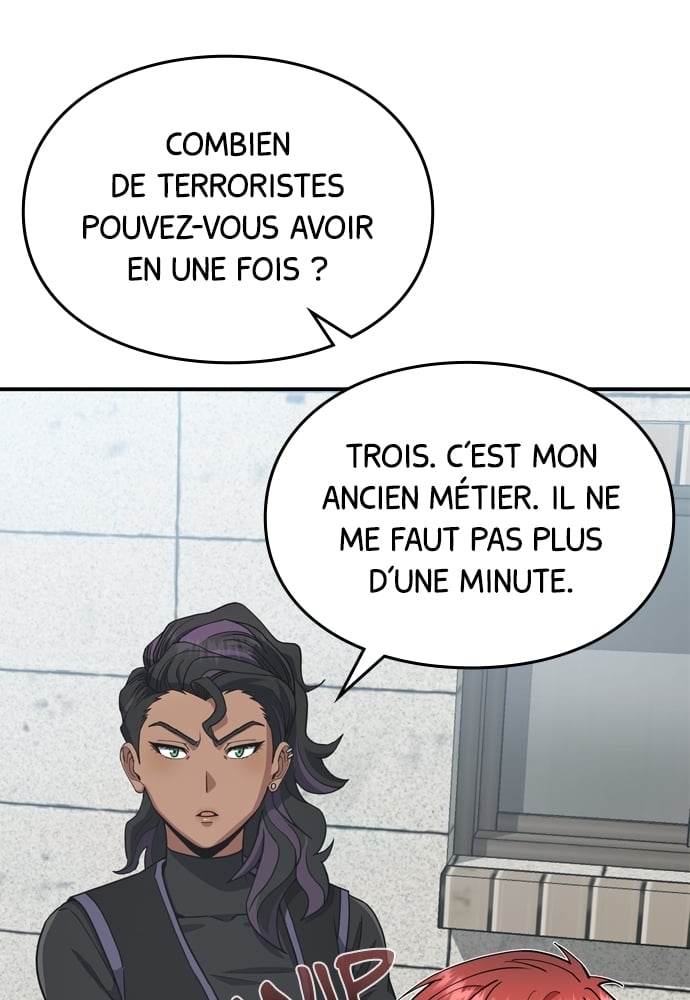 COMBIEN
DE TERRORISTES
POUVEZ-VOUS AVOIR
EN UNE FOIS ?
TROIS. C'EST MON
ANCIEN MÉTIER. IL NE
ME FAUT PAS PLUS
D'UNE MINUTE.